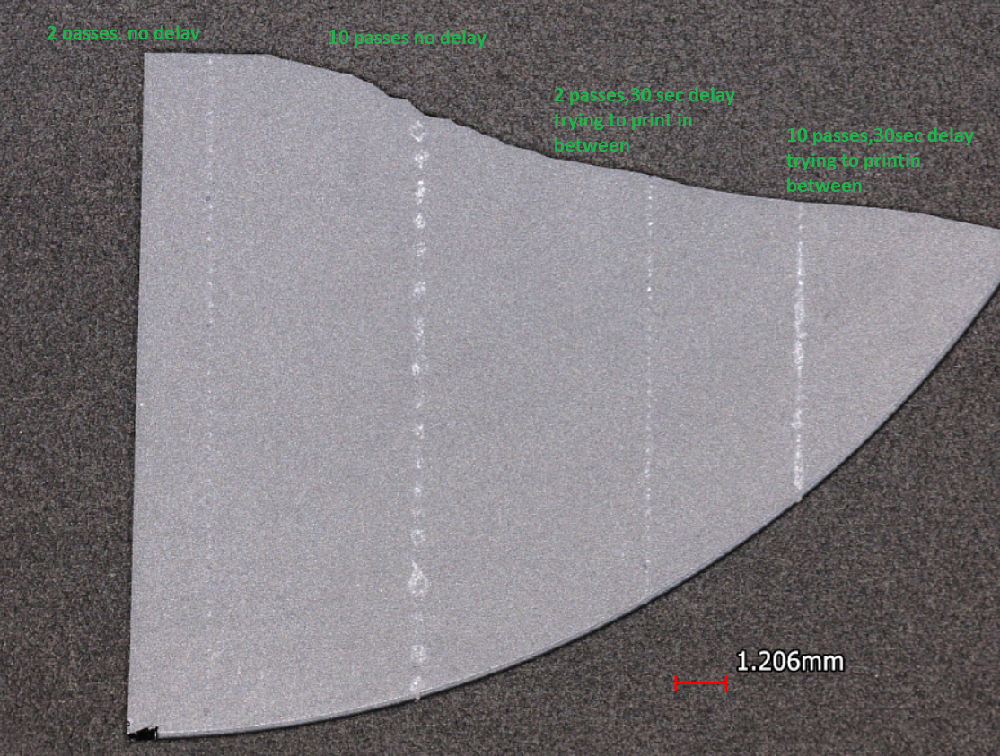 2 passes, no delay
10 passes no delay
2 passes,30 sec delay
trying to print in
between
10 passes,30sec delay
trying to printin
between
1.206mm